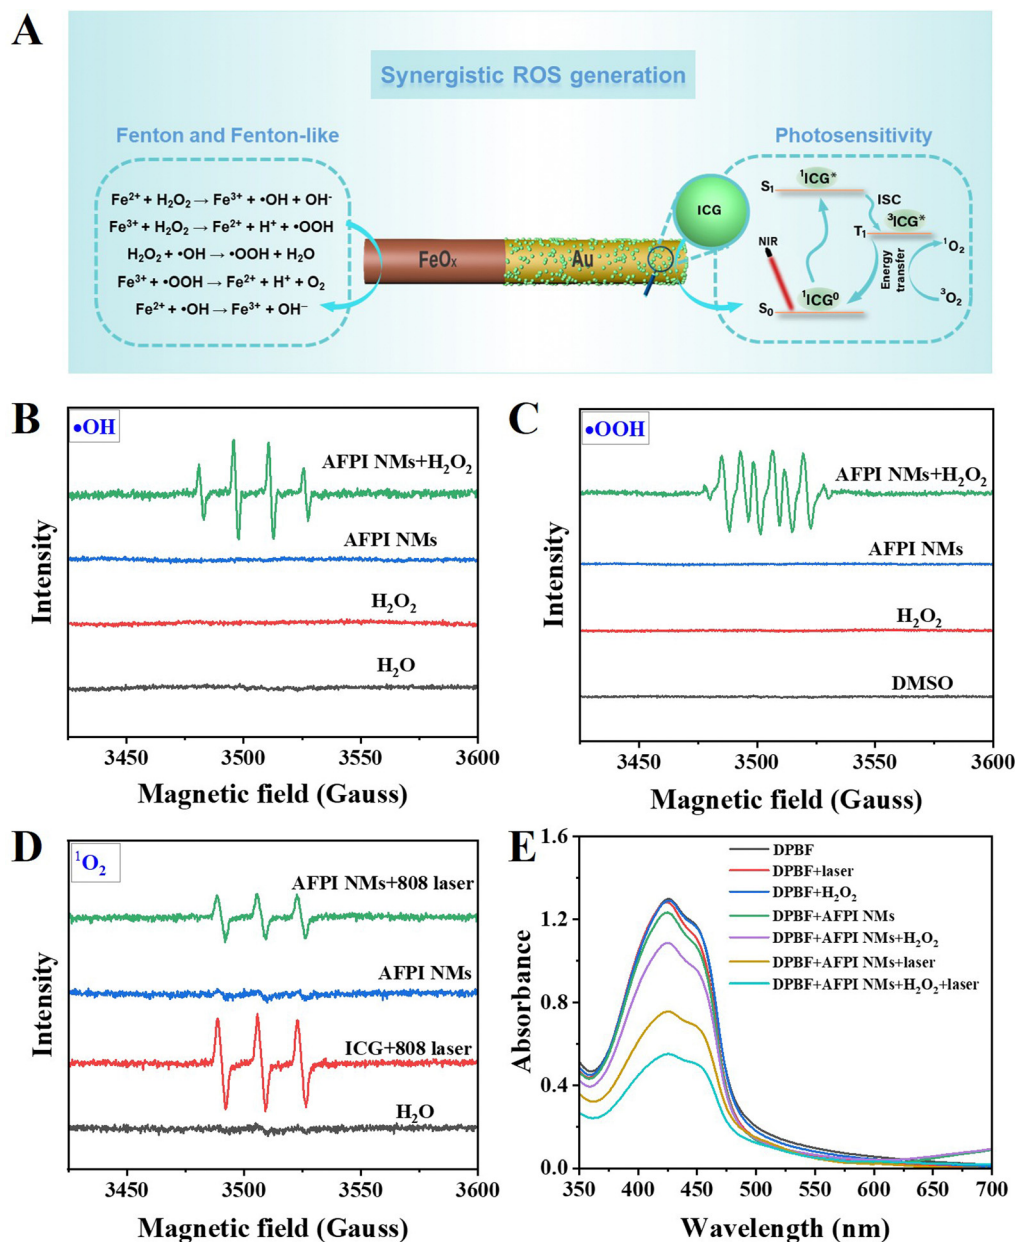 A
Synergistic ROS generation
Fenton and Fenton-like
Fe²⁺ + H₂O₂ → Fe³⁺ + •OH + OH⁻
Fe³⁺ + H₂O₂ → Fe²⁺ + H⁺ + •OOH
H₂O₂ + •OH → •OOH + H₂O
Fe³⁺ + •OOH → Fe²⁺ + H⁺ + O₂
Fe²⁺ + •OH → Fe³⁺ + OH⁻
FeOₓ
Au
ICG
Photosensitivity
S₁
¹ICG*
ISC
³ICG*
T₁
NIR
Energy
transfer
¹O₂
³O₂
¹ICG⁰
S₀
B
•OH
AFPI NMs+H₂O₂
AFPI NMs
H₂O₂
H₂O
Intensity
3450 3500 3550 3600
Magnetic field (Gauss)
C
•OOH
AFPI NMs+H₂O₂
AFPI NMs
H₂O₂
DMSO
Intensity
3450 3500 3550 3600
Magnetic field (Gauss)
D
¹O₂
AFPI NMs+808 laser
AFPI NMs
ICG+808 laser
H₂O
Intensity
3450 3500 3550 3600
Magnetic field (Gauss)
E
1.6
1.2
0.8
0.4
0.0
Absorbance
DPBF
DPBF+laser
DPBF+H₂O₂
DPBF+AFPI NMs
DPBF+AFPI NMs+H₂O₂
DPBF+AFPI NMs+laser
DPBF+AFPI NMs+H₂O₂+laser
350 400 450 500 550 600 650 700
Wavelength (nm)